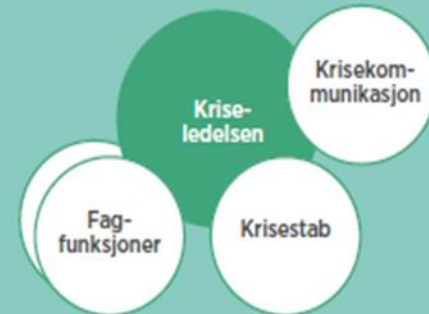 Krisekom-
munikasjon
Krise-
ledelsen
Fag-
funksjoner
Krisestab